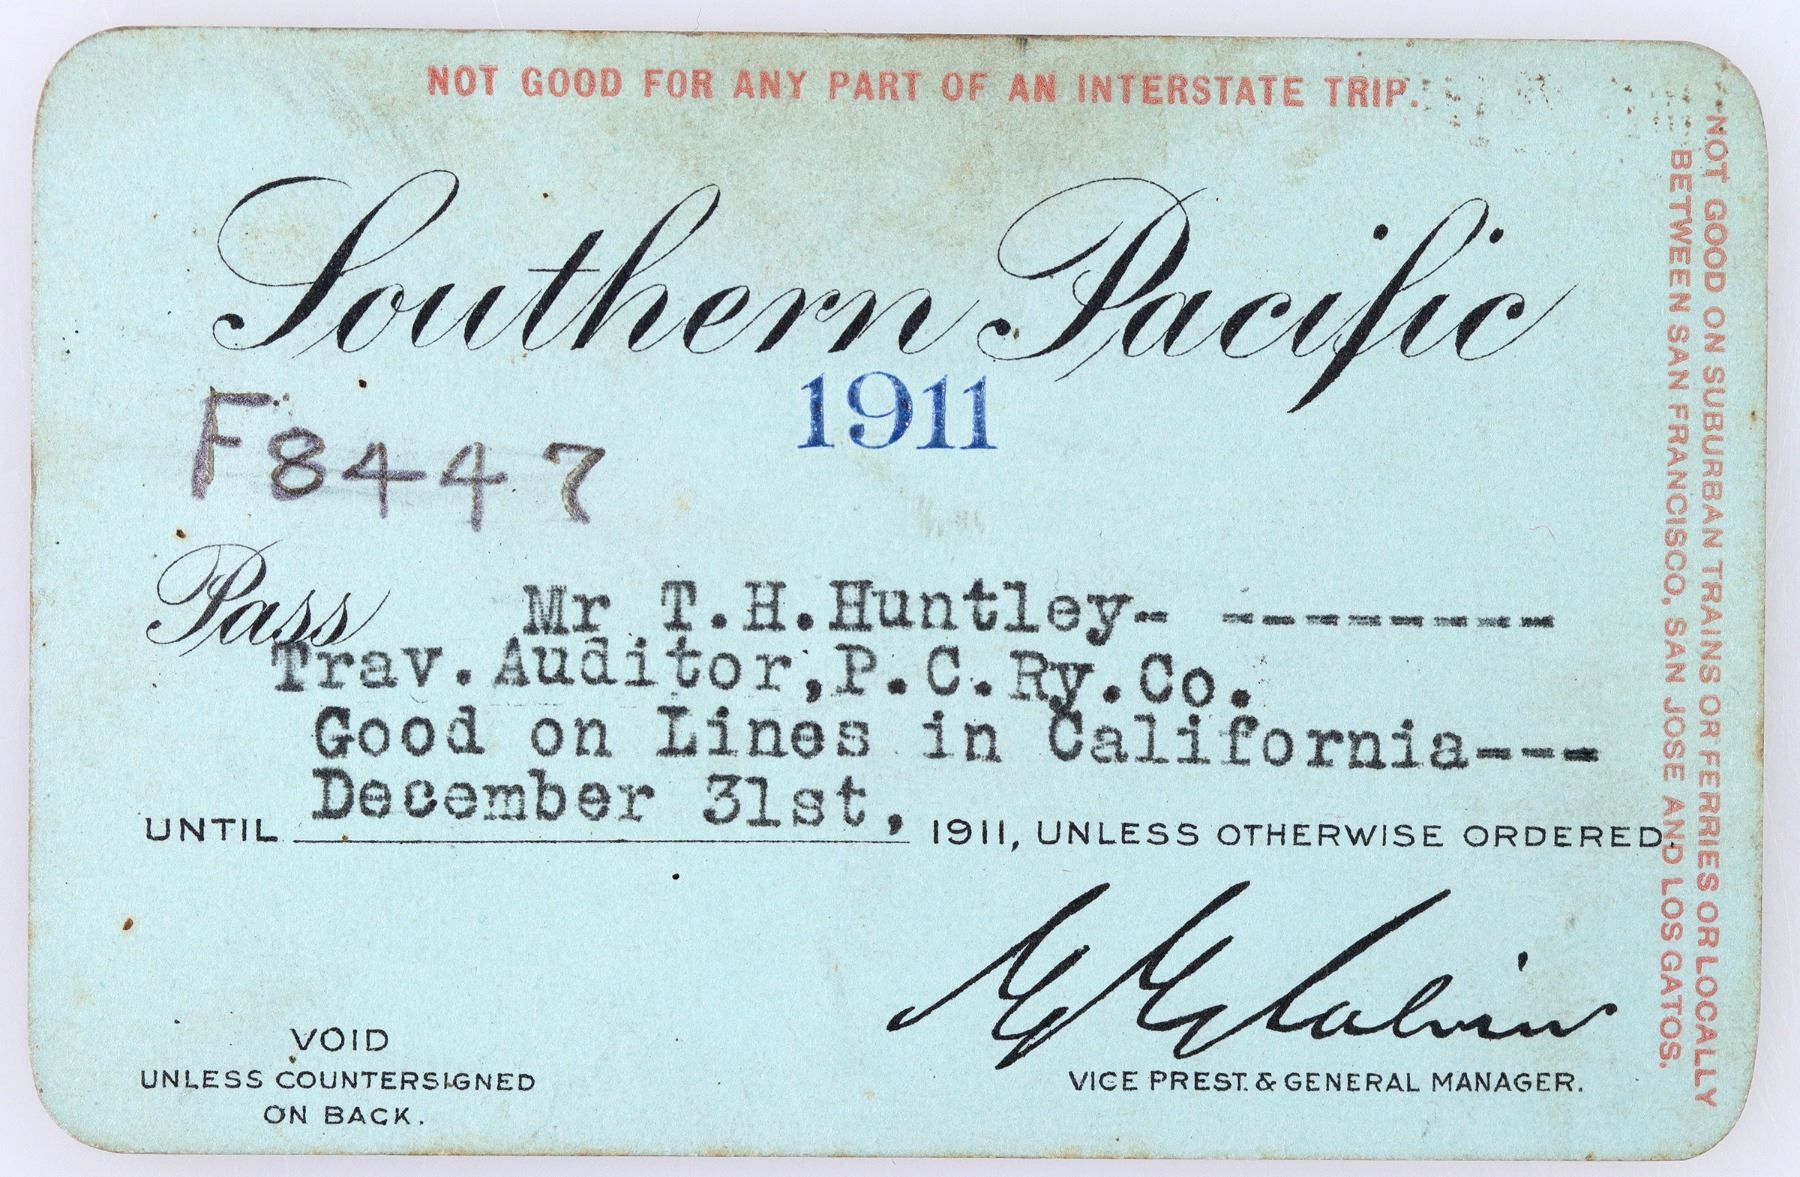 NOT GOOD FOR ANY PART OF AN INTERSTATE TRIP.
Southern Pacific
1911
F8447
Pass Mr T.H.Huntley- ---------
Trav.Auditor,P.C.Ry.Co.
Good on Lines in California---
UNTIL December 31st, 1911, UNLESS OTHERWISE ORDERED.
E E Calvin
VICE PREST. & GENERAL MANAGER.
VOID
UNLESS COUNTERSIGNED
ON BACK.
NOT GOOD ON SUBURBAN TRAINS OR FERRIES OR LOCALLY
BETWEEN SAN FRANCISCO, SAN JOSE AND LOS GATOS.